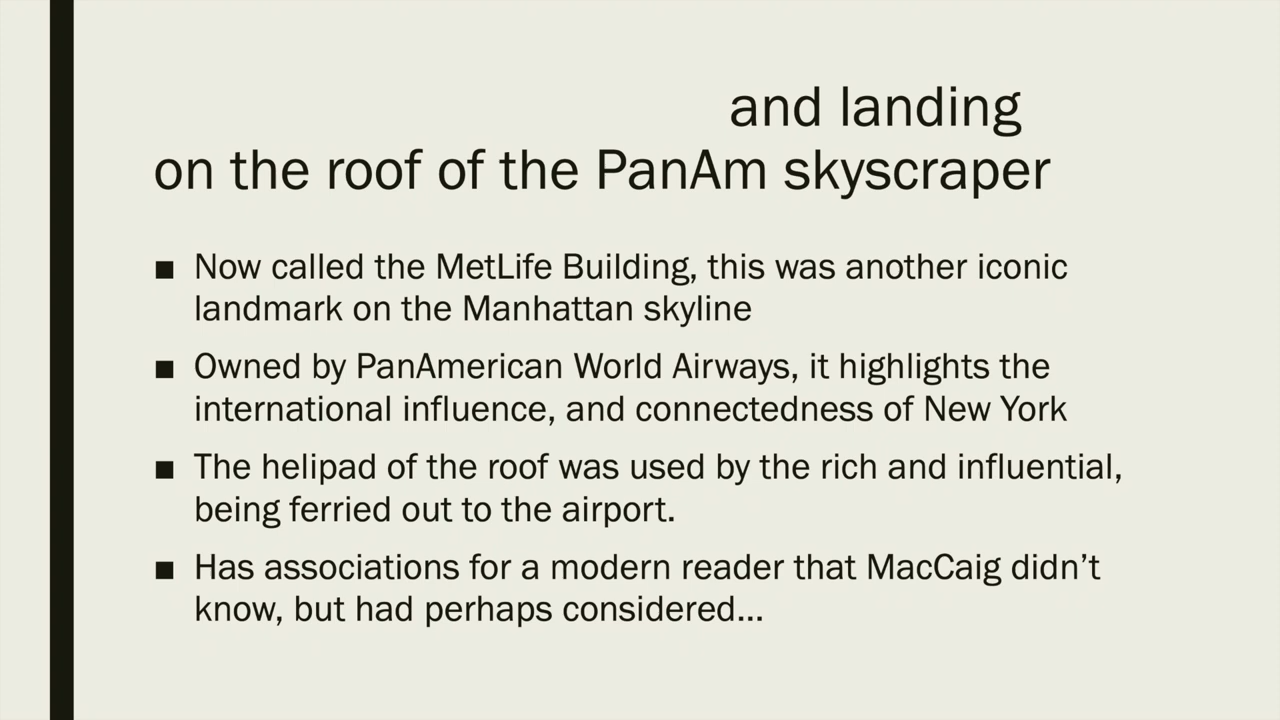 and landing
on the roof of the PanAm skyscraper
■ Now called the MetLife Building, this was another iconic
landmark on the Manhattan skyline
■ Owned by PanAmerican World Airways, it highlights the
international influence, and connectedness of New York
■ The helipad of the roof was used by the rich and influential,
being ferried out to the airport.
■ Has associations for a modern reader that MacCaig didn’t
know, but had perhaps considered…